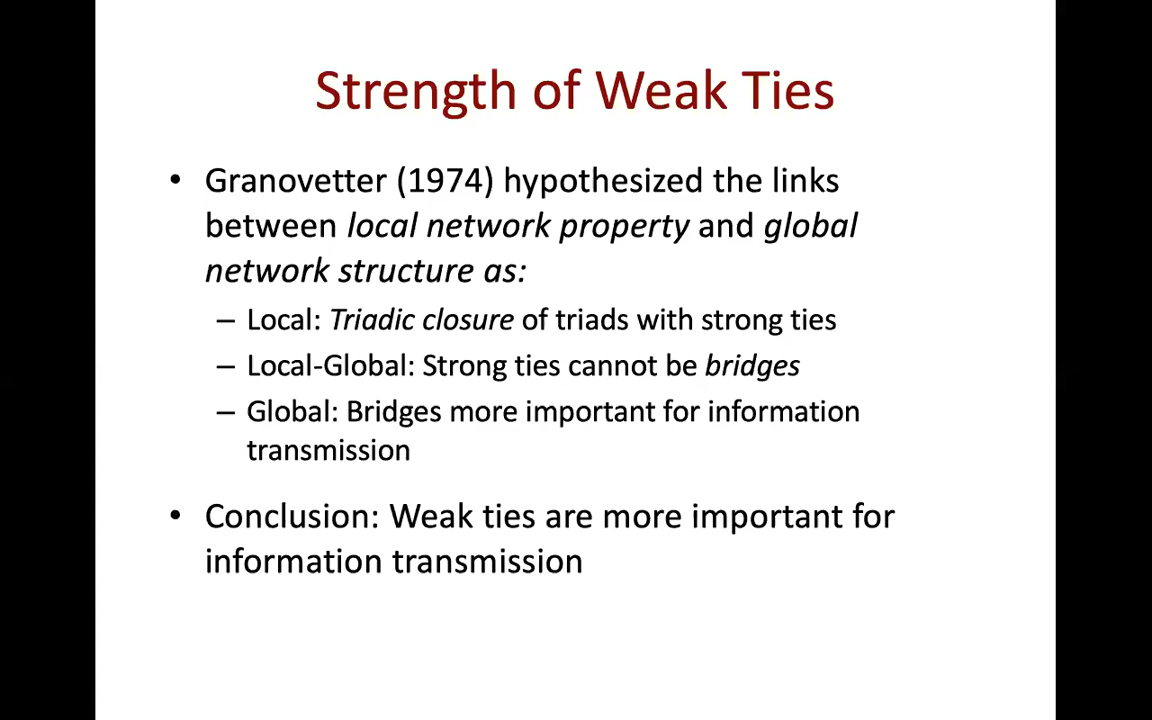 Strength of Weak Ties
• Granovetter (1974) hypothesized the links
between local network property and global
network structure as:
– Local: Triadic closure of triads with strong ties
– Local-Global: Strong ties cannot be bridges
– Global: Bridges more important for information
transmission
• Conclusion: Weak ties are more important for
information transmission